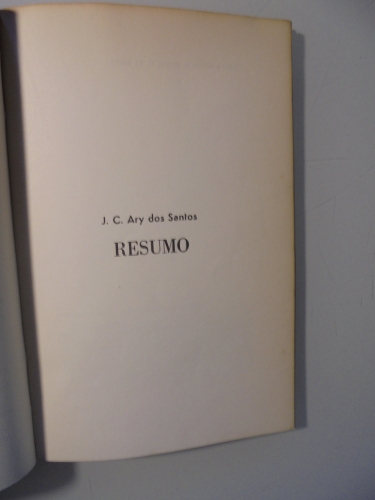 J. C. Ary dos Santos
RESUMO